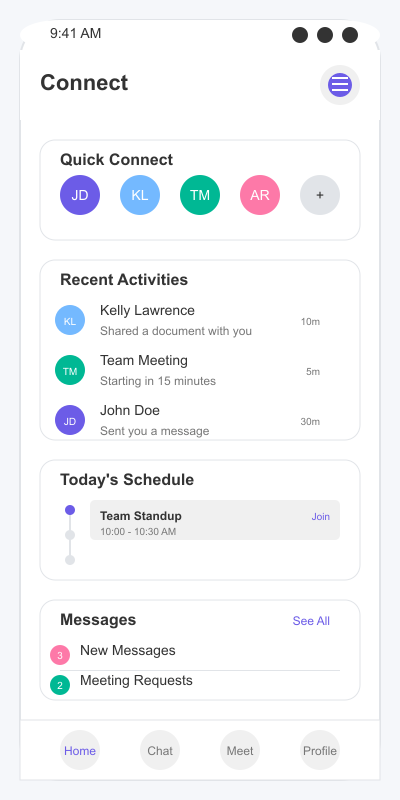 9:41 AM
Connect
Quick Connect
JD KL TM AR +
Recent Activities
KL Kelly Lawrence 10m
Shared a document with you
TM Team Meeting 5m
Starting in 15 minutes
JD John Doe 30m
Sent you a message
Today's Schedule
Team Standup Join
10:00 - 10:30 AM
Messages See All
3 New Messages
2 Meeting Requests
Home Chat Meet Profile